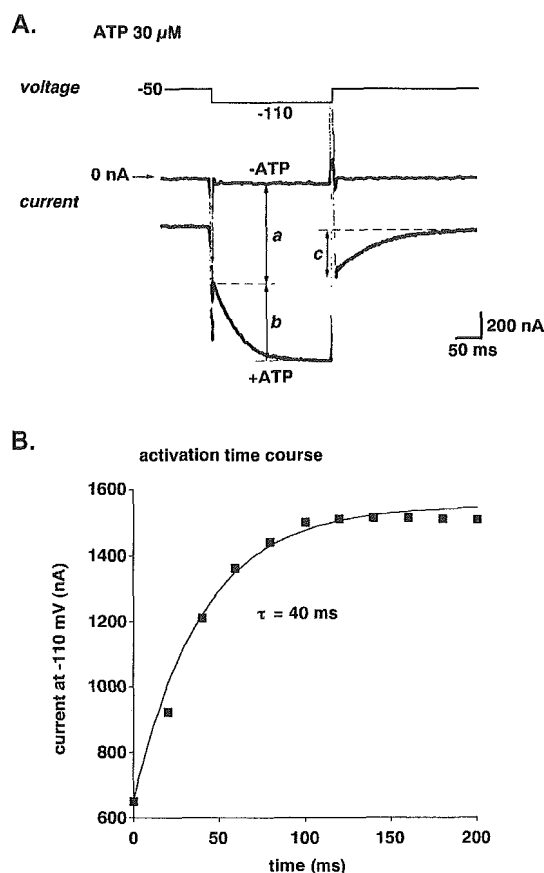 A.
ATP 30 µM
voltage
-50
-110
0 nA
-ATP
current
a
c
b
200 nA
50 ms
+ATP
B.
activation time course
1600
1400
1200
1000
800
600
current at -110 mV (nA)
τ = 40 ms
0 50 100 150 200
time (ms)